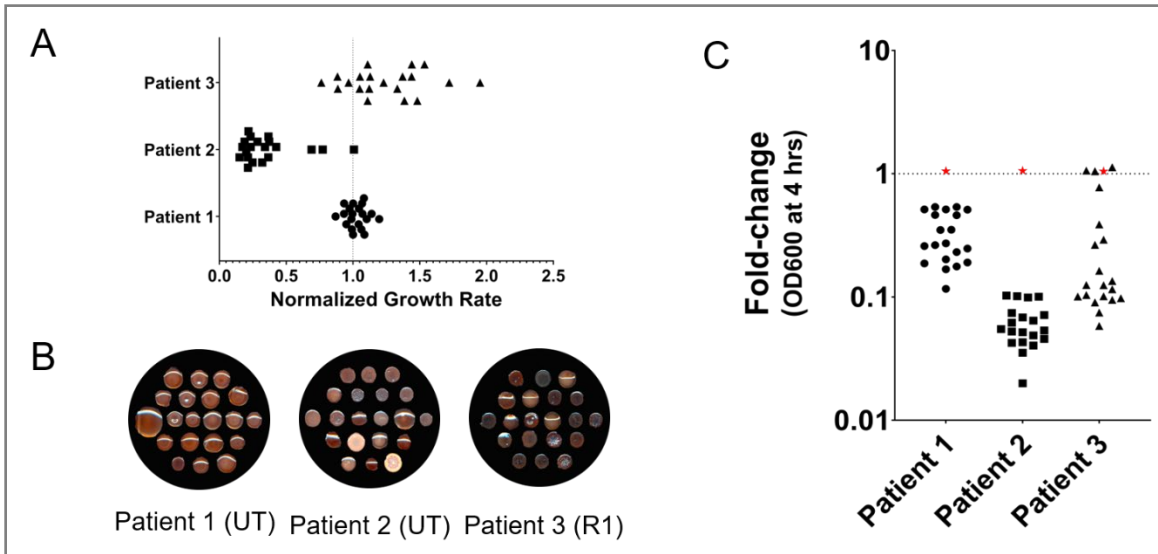 A
Patient 3
Patient 2
Patient 1
0.0 0.5 1.0 1.5 2.0 2.5
Normalized Growth Rate
B
Patient 1 (UT) Patient 2 (UT) Patient 3 (R1)
C
Fold-change
(OD600 at 4 hrs)
10
1
0.1
0.01
Patient 1
Patient 2
Patient 3